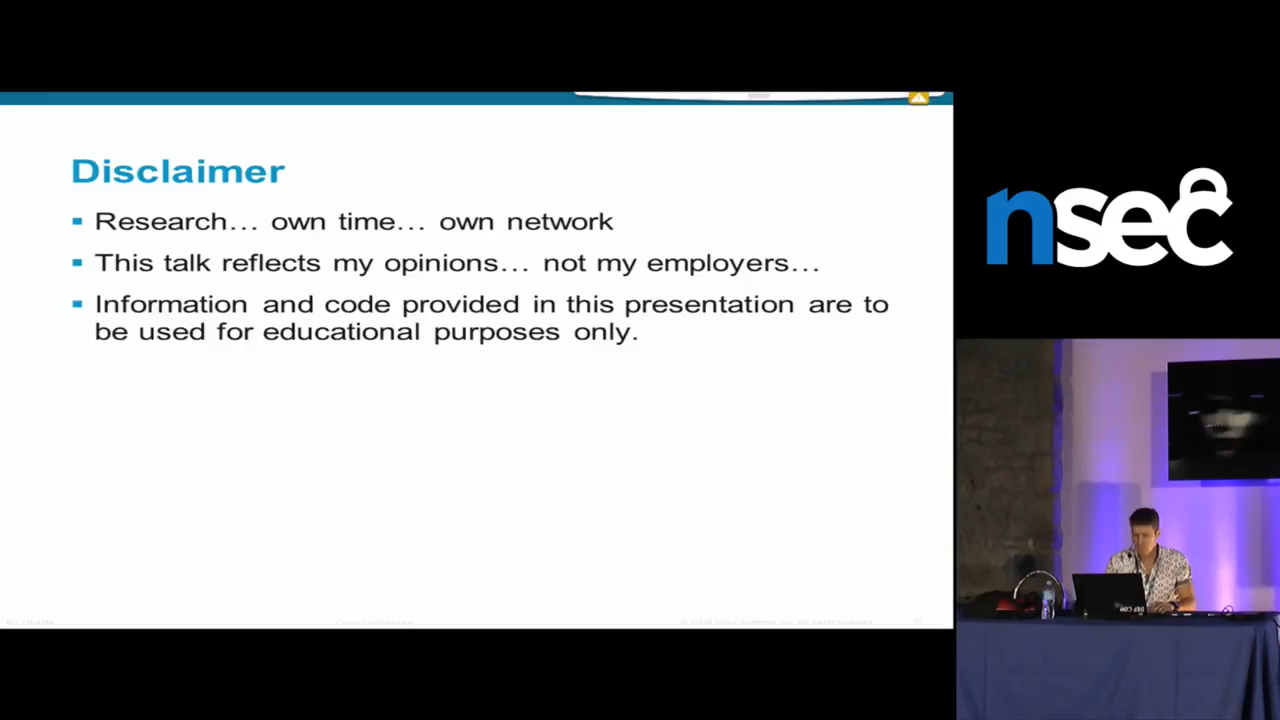 Disclaimer
Research… own time… own network
This talk reflects my opinions… not my employers…
Information and code provided in this presentation are to
be used for educational purposes only.
nsec
DEFCON